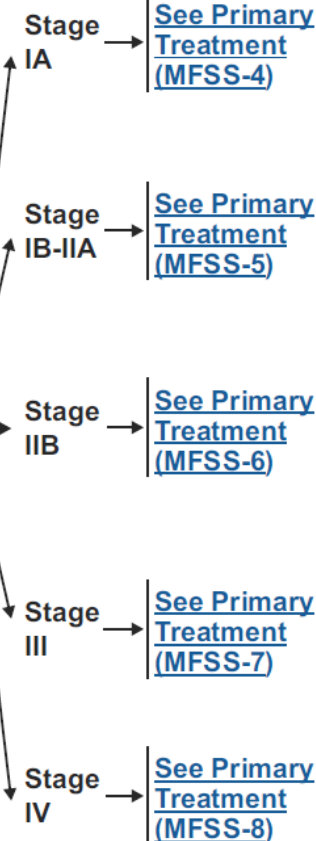 Stage
IA
See Primary
Treatment
(MFSS-4)
Stage
IB-IIA
See Primary
Treatment
(MFSS-5)
Stage
IIB
See Primary
Treatment
(MFSS-6)
Stage
III
See Primary
Treatment
(MFSS-7)
Stage
IV
See Primary
Treatment
(MFSS-8)